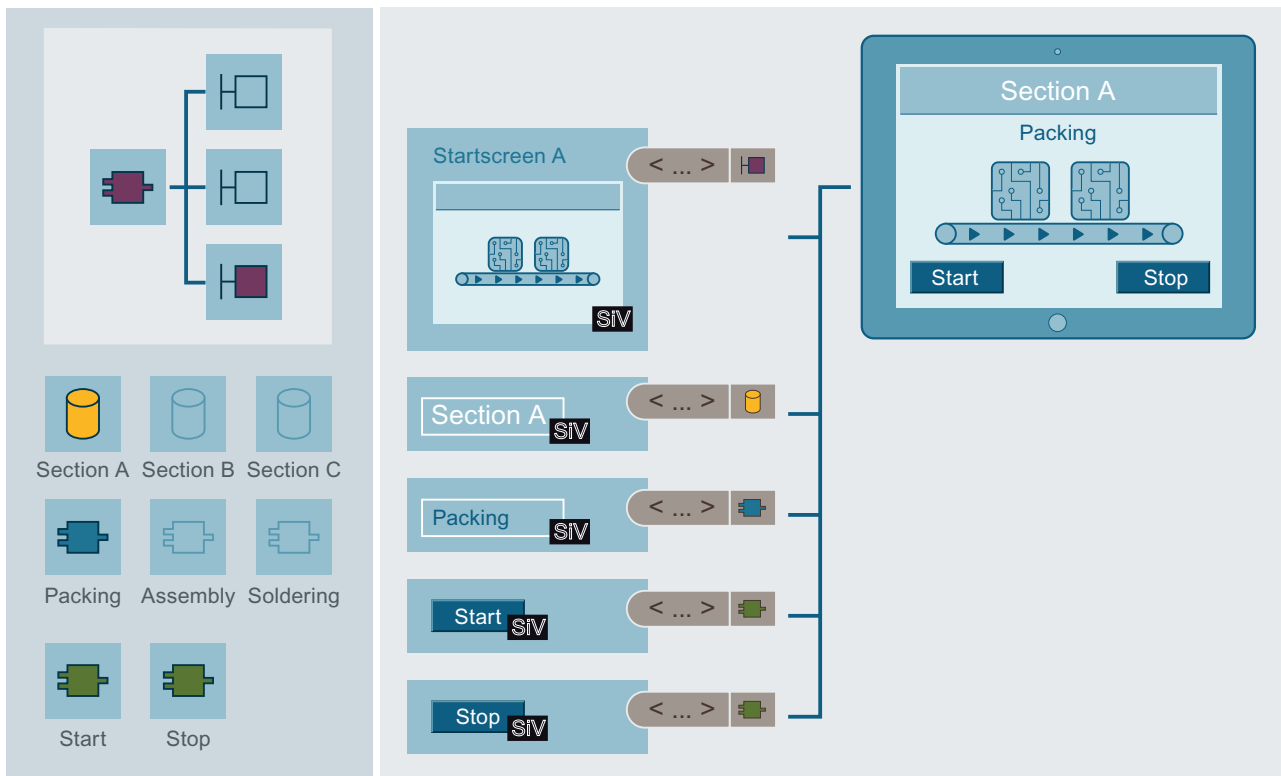 Section A
Section B
Section C
Packing
Assembly
Soldering
Start
Stop
Startscreen A
< ... >
SiV
Section A
SiV
< ... >
Packing
SiV
< ... >
Start
SiV
< ... >
Stop
SiV
< ... >
Section A
Packing
Start
Stop